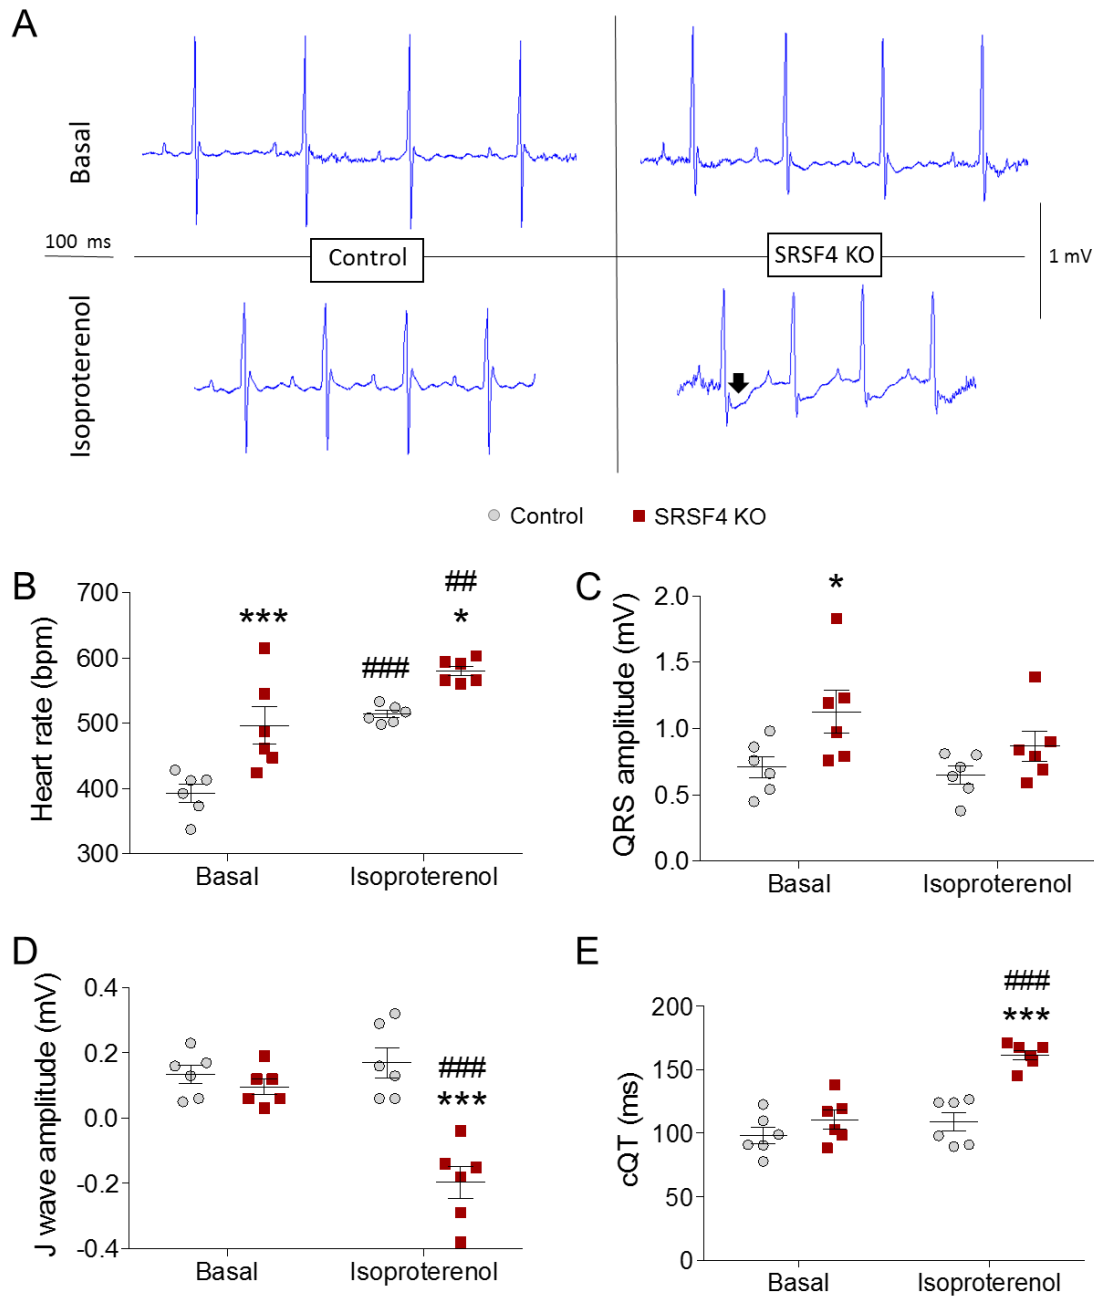 A
Basal
100 ms
Control
SRSF4 KO
1 mV
Isoproterenol
Control
SRSF4 KO
B
Heart rate (bpm)
700
600
500
400
300
***
###
##
*
Basal
Isoproterenol
C
QRS amplitude (mV)
2.0
1.5
1.0
0.5
0.0
*
Basal
Isoproterenol
D
J wave amplitude (mV)
0.4
0.2
0.0
-0.2
-0.4
###
***
Basal
Isoproterenol
E
cQT (ms)
200
150
100
50
0
###
***
Basal
Isoproterenol